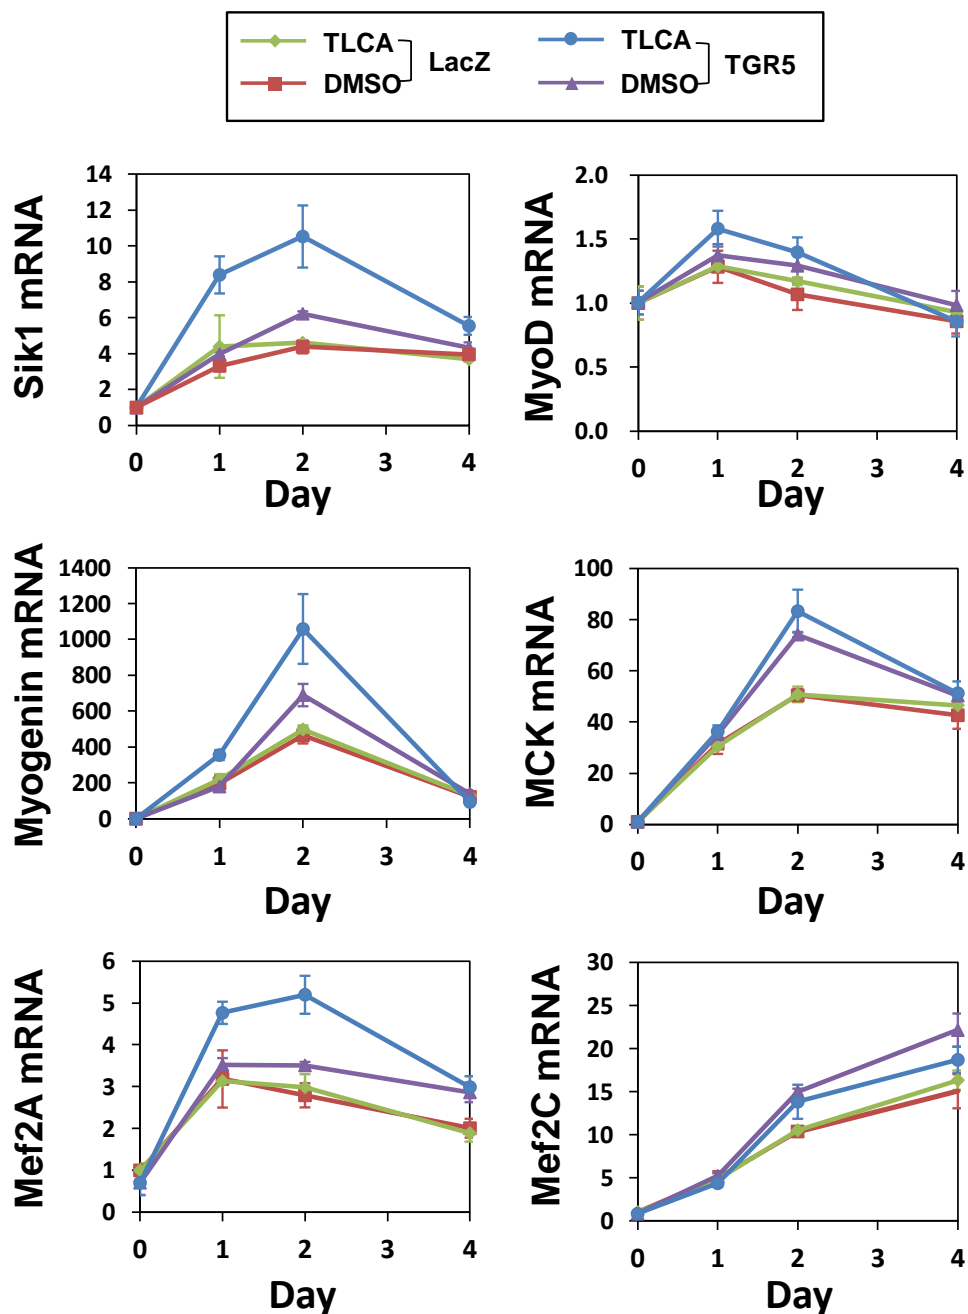 TLCA TLCA
LacZ TGR5
DMSO DMSO
Sik1 mRNA
14
12
10
8
6
4
2
0
0 1 2 3 4
Day
MyoD mRNA
2.0
1.5
1.0
0.5
0.0
0 1 2 3 4
Day
Myogenin mRNA
1400
1200
1000
800
600
400
200
0
0 1 2 3 4
Day
MCK mRNA
100
80
60
40
20
0
0 1 2 3 4
Day
Mef2A mRNA
6
5
4
3
2
1
0
0 1 2 3 4
Day
Mef2C mRNA
30
25
20
15
10
5
0
0 1 2 3 4
Day